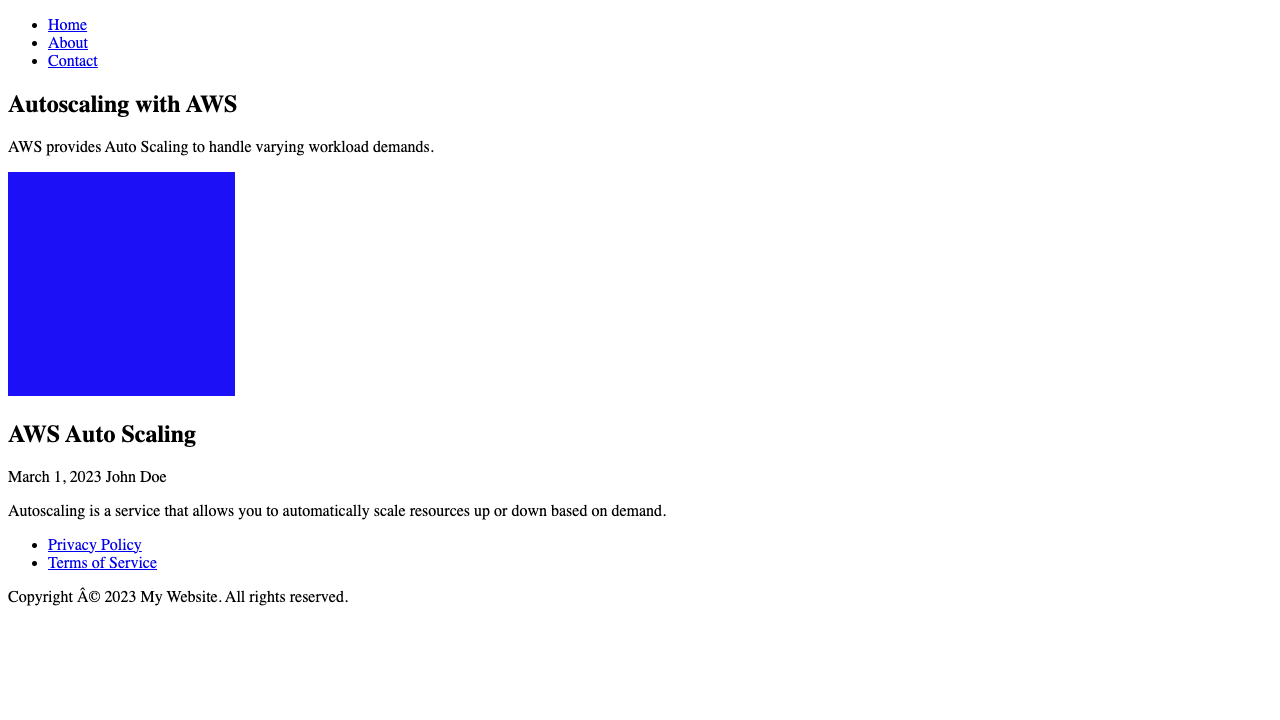 Home
About
Contact
Autoscaling with AWS
AWS provides Auto Scaling to handle varying workload demands.
AWS Auto Scaling
March 1, 2023 John Doe
Autoscaling is a service that allows you to automatically scale resources up or down based on demand.
Privacy Policy
Terms of Service
Copyright Â© 2023 My Website. All rights reserved.